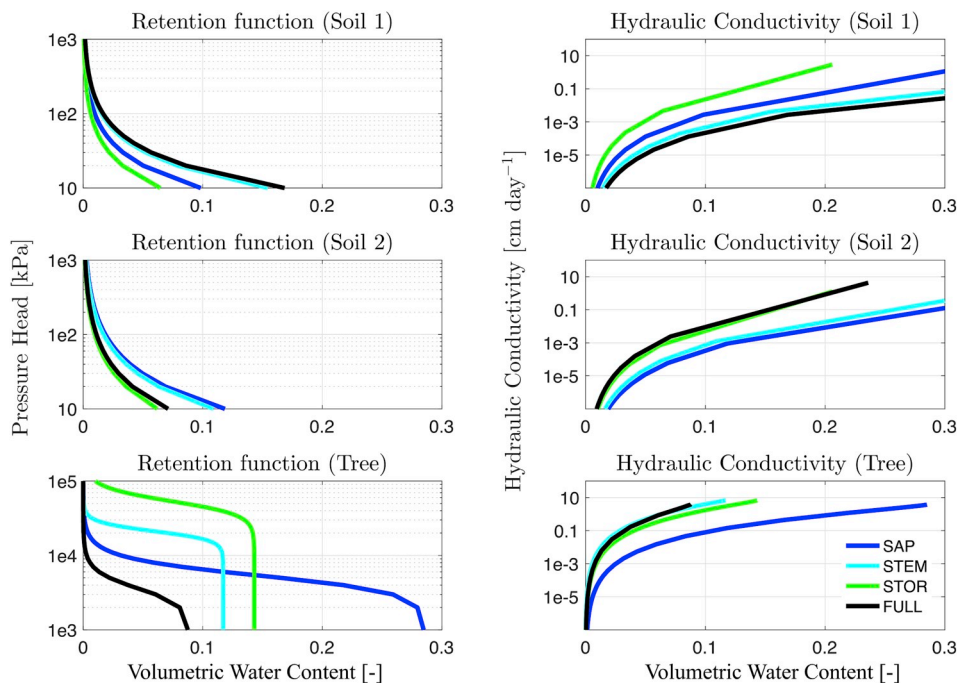 Retention function (Soil 1)
1e3
1e2
10
0
0.1
0.2
0.3
Hydraulic Conductivity (Soil 1)
10
0.1
1e-3
1e-5
0
0.1
0.2
0.3
Pressure Head [kPa]
Retention function (Soil 2)
1e3
1e2
10
0
0.1
0.2
0.3
Hydraulic Conductivity [cm day⁻¹]
Hydraulic Conductivity (Soil 2)
10
0.1
1e-3
1e-5
0
0.1
0.2
0.3
Retention function (Tree)
1e5
1e4
1e3
0
0.1
0.2
0.3
Volumetric Water Content [-]
Hydraulic Conductivity (Tree)
10
0.1
1e-3
1e-5
SAP
STEM
STOR
FULL
0
0.1
0.2
0.3
Volumetric Water Content [-]